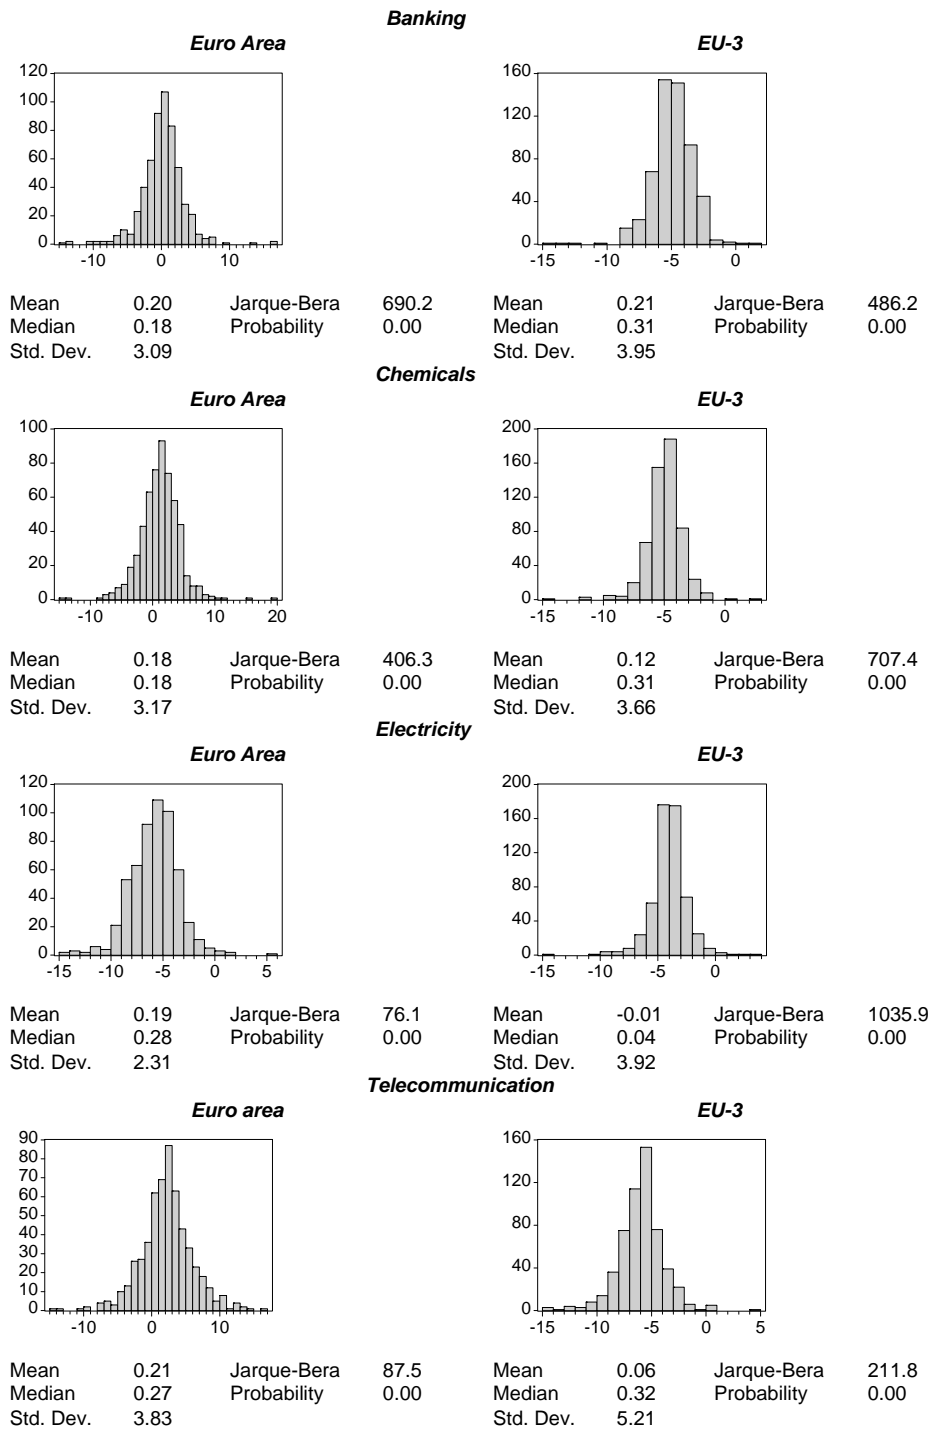 Banking
Euro Area EU-3
120
100
80
60
40
20
0
-10 0 10
160
120
80
40
0
-15 -10 -5 0
Mean 0.20 Jarque-Bera 690.2 Mean 0.21 Jarque-Bera 486.2
Median 0.18 Probability 0.00 Median 0.31 Probability 0.00
Std. Dev. 3.09 Std. Dev. 3.95
Chemicals
Euro Area EU-3
100
80
60
40
20
0
-10 0 10 20
200
160
120
80
40
0
-15 -10 -5 0
Mean 0.18 Jarque-Bera 406.3 Mean 0.12 Jarque-Bera 707.4
Median 0.18 Probability 0.00 Median 0.31 Probability 0.00
Std. Dev. 3.17 Std. Dev. 3.66
Electricity
Euro Area EU-3
120
100
80
60
40
20
0
-15 -10 -5 0 5
200
160
120
80
40
0
-15 -10 -5 0
Mean 0.19 Jarque-Bera 76.1 Mean -0.01 Jarque-Bera 1035.9
Median 0.28 Probability 0.00 Median 0.04 Probability 0.00
Std. Dev. 2.31 Std. Dev. 3.92
Telecommunication
Euro area EU-3
90
80
70
60
50
40
30
20
10
0
-10 0 10
160
120
80
40
0
-15 -10 -5 0 5
Mean 0.21 Jarque-Bera 87.5 Mean 0.06 Jarque-Bera 211.8
Median 0.27 Probability 0.00 Median 0.32 Probability 0.00
Std. Dev. 3.83 Std. Dev. 5.21